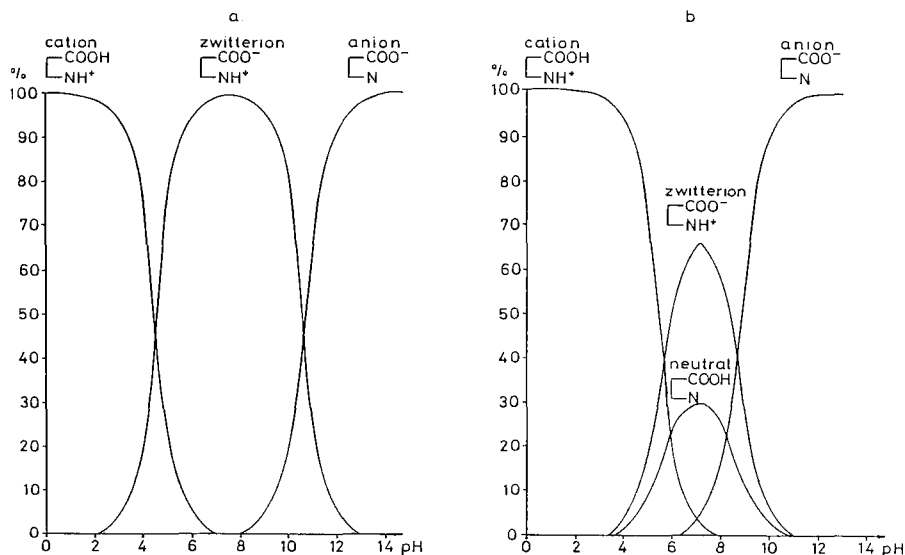 a.
cation zwitterion anion
COOH COO⁻ COO⁻
NH⁺ NH⁺ N
%
100
90
80
70
60
50
40
30
20
10
0
0 2 4 6 8 10 12 14 pH
b
cation anion
COOH COO⁻
NH⁺ N
%
100
90
80
70
zwitterion
COO⁻
NH⁺
60
50
40
neutral
COOH
N
30
20
10
0
0 2 4 6 8 10 12 14 pH